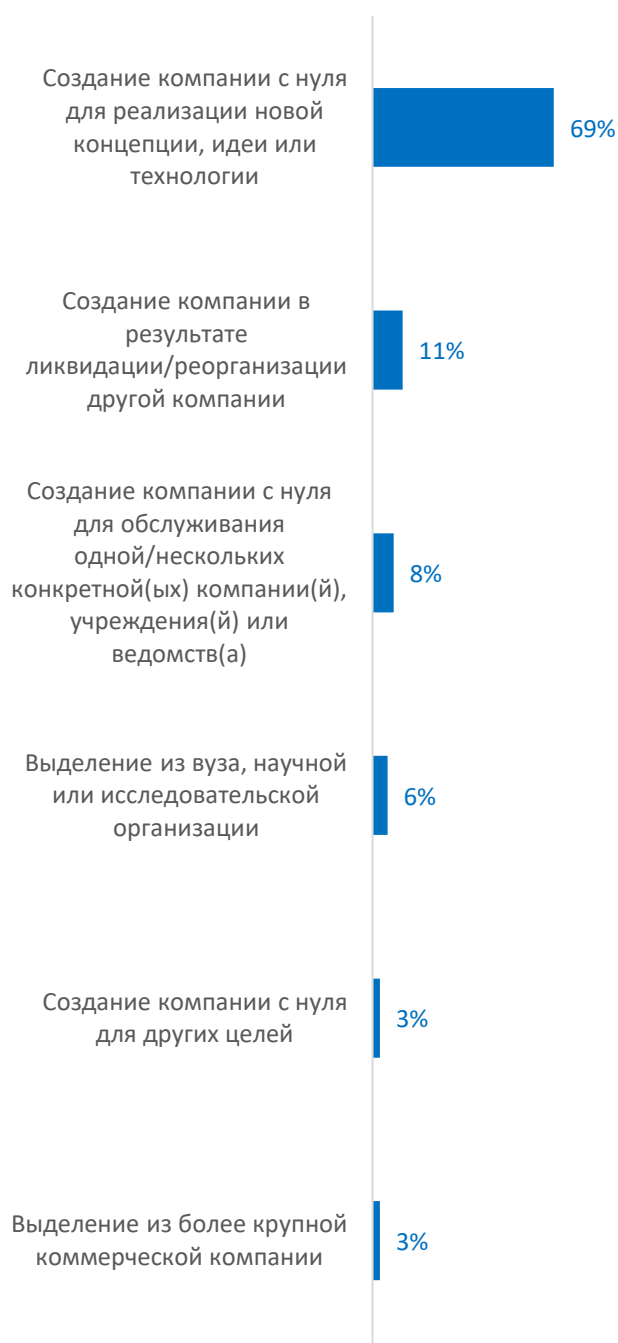 Создание компании с нуля
для реализации новой
концепции, идеи или
технологии
69%
Создание компании в
результате
ликвидации/реорганизации
другой компании
11%
Создание компании с нуля
для обслуживания
одной/нескольких
конкретной(ых) компании(й),
учреждения(й) или
ведомств(а)
8%
Выделение из вуза, научной
или исследовательской
организации
6%
Создание компании с нуля
для других целей
3%
Выделение из более крупной
коммерческой компании
3%